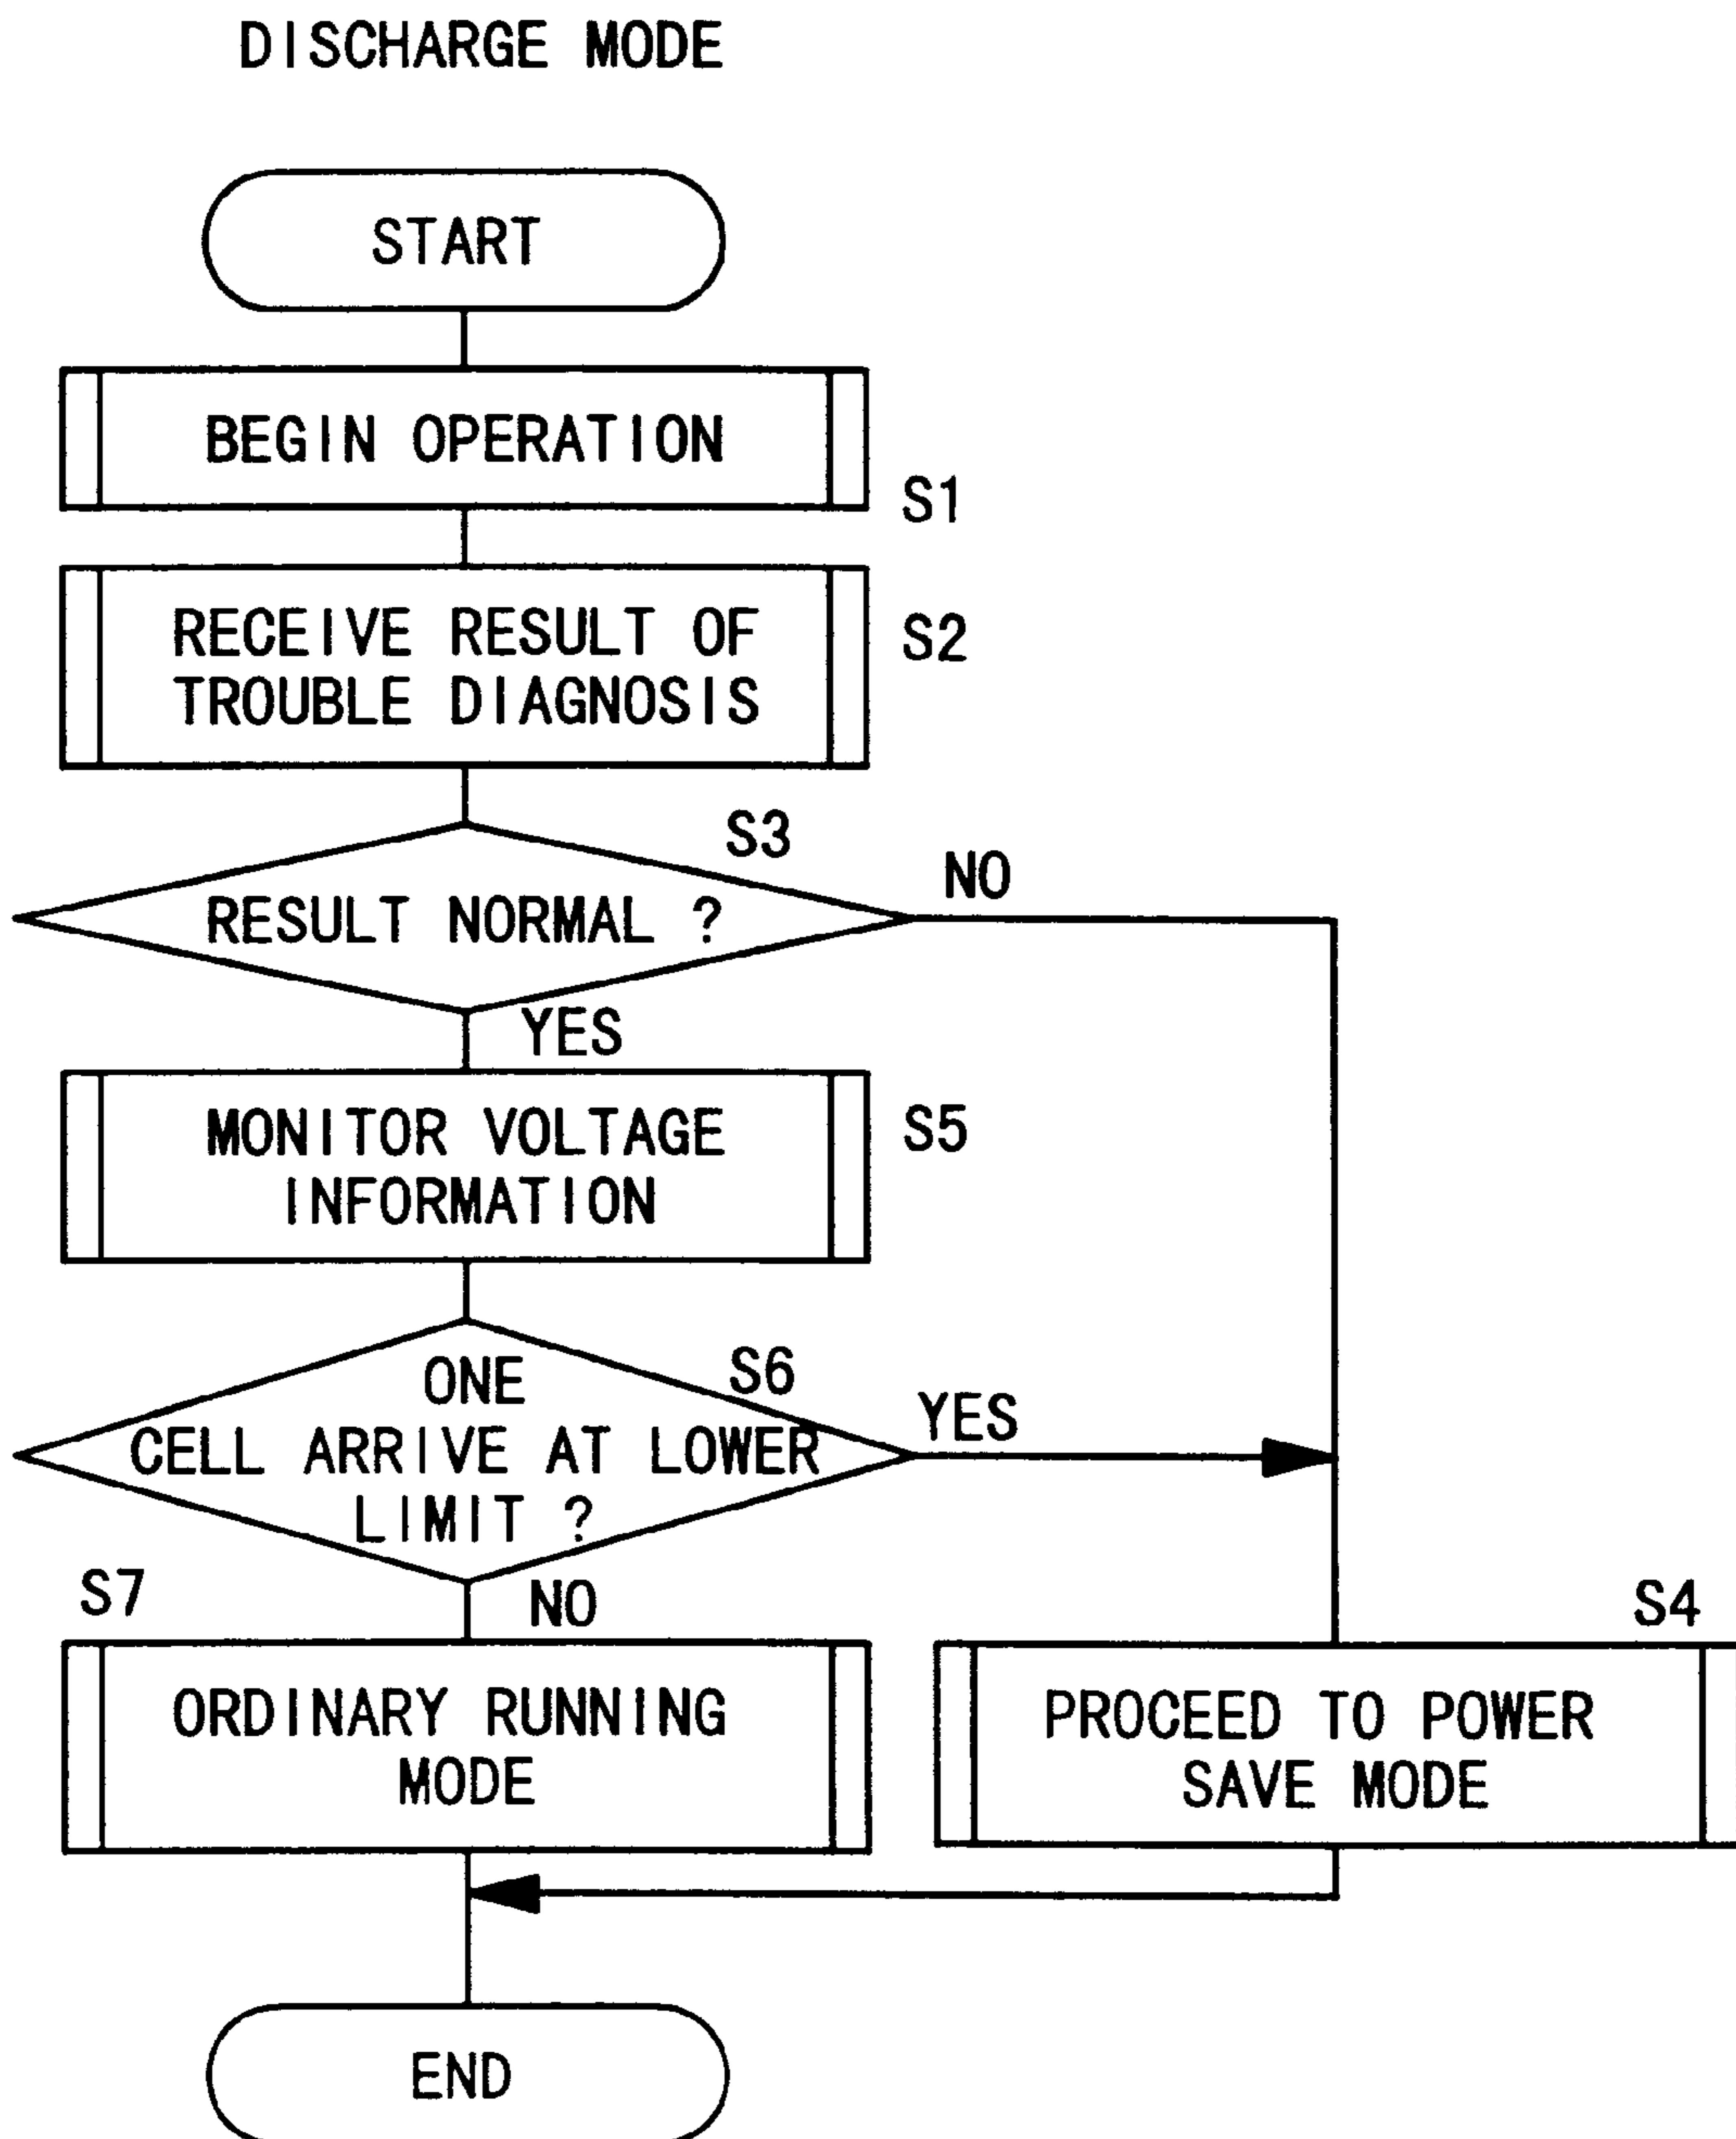 DISCHARGE MODE
START
BEGIN OPERATION
S1
RECEIVE RESULT OF
TROUBLE DIAGNOSIS
S2
S3
RESULT NORMAL ?
NO
YES
MONITOR VOLTAGE
INFORMATION
S5
ONE
CELL ARRIVE AT LOWER
LIMIT ?
S6
YES
NO
S7
ORDINARY RUNNING
MODE
S4
PROCEED TO POWER
SAVE MODE
END